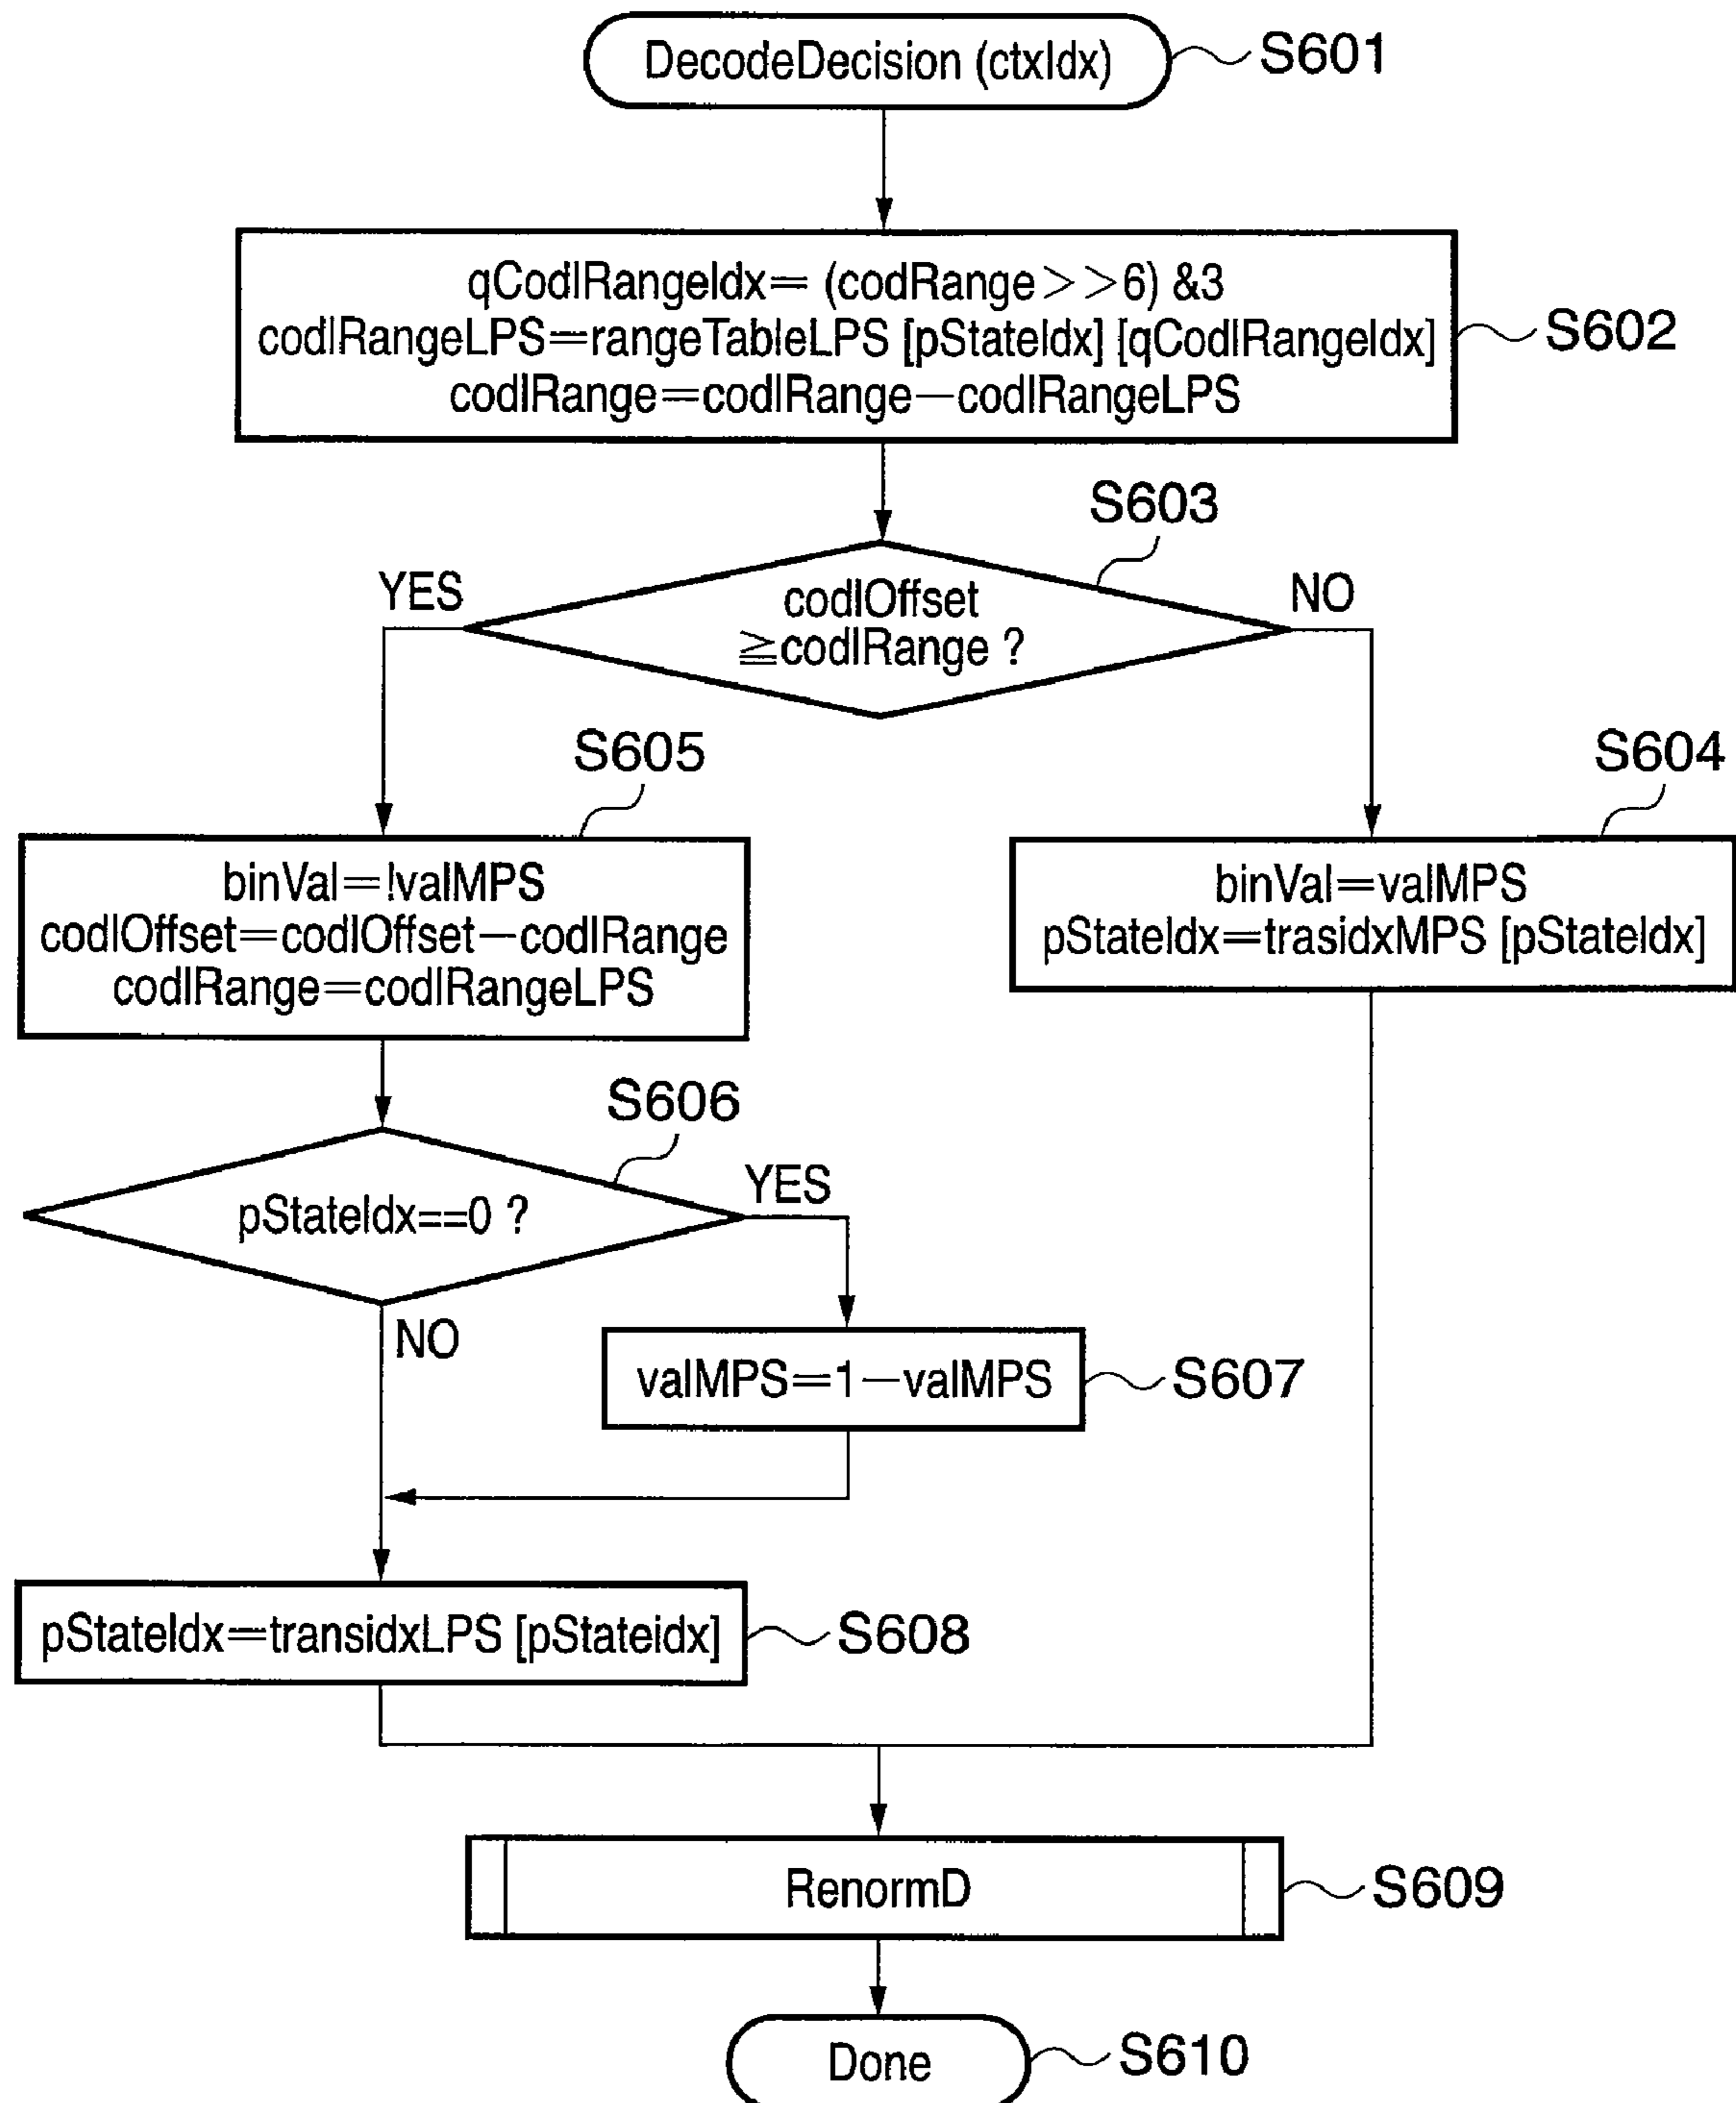 DecodeDecision (ctxIdx)
S601
qCodIRangeIdx= (codRange>>6) &3
codIRangeLPS=rangeTableLPS [pStateIdx] [qCodIRangeIdx]
codIRange=codIRange−codIRangeLPS
S602
S603
YES
NO
codIOffset
≧codIRange ?
S605
S604
binVal=!valMPS
codIOffset=codIOffset−codIRange
codIRange=codIRangeLPS
binVal=valMPS
pStateIdx=trasidxMPS [pStateIdx]
S606
YES
pStateIdx==0 ?
NO
valMPS=1−valMPS
S607
pStateIdx=transidxLPS [pStateidx]
S608
RenormD
S609
Done
S610